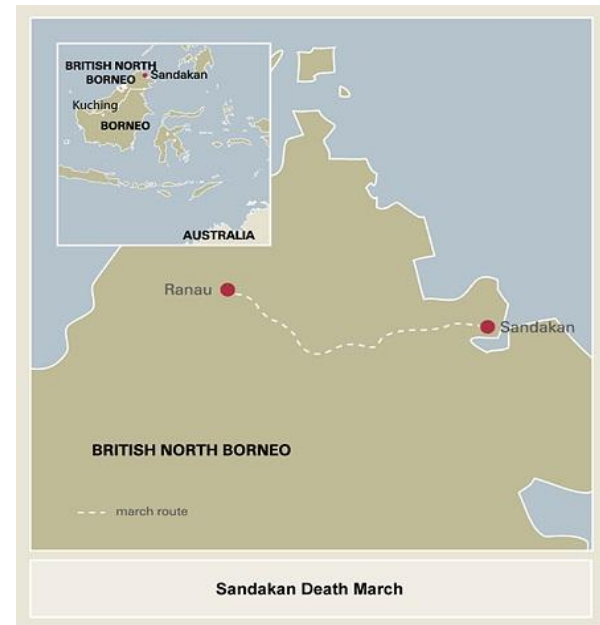 BRITISH NORTH
BORNEO
Sandakan
Kuching
BORNEO
AUSTRALIA
Ranau
Sandakan
BRITISH NORTH BORNEO
march route
Sandakan Death March